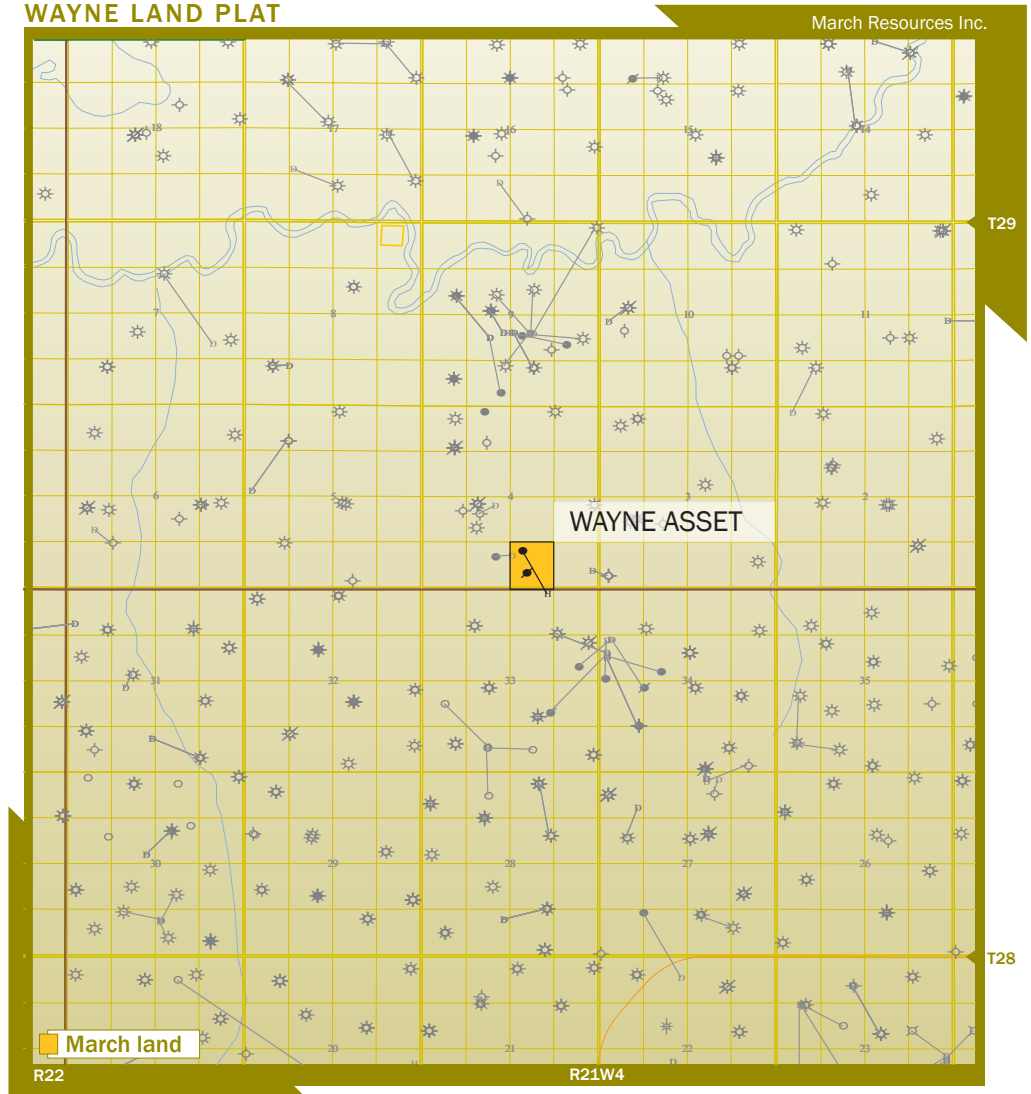 WAYNE LAND PLAT
March Resources Inc.
18 17 16 15 14
D
D D
T29
7 8 9 10 11
D D D D D
D
D
D
6 5 4 3 2
D
D
WAYNE ASSET
D
D
H
D
31 32 33 34 35
D
D
D
D
D
30 29 28 27 26
D
D
D
T28
D
20 21 22 23
March land
R22
R21W4